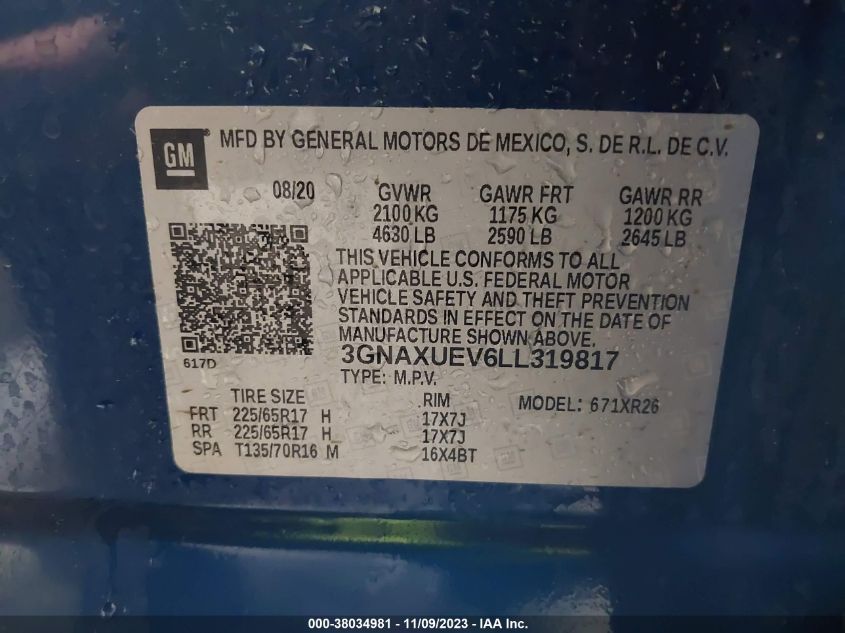 GM
MFD BY GENERAL MOTORS DE MEXICO, S. DE R.L. DE C.V.
08/20 GVWR GAWR FRT GAWR RR
2100 KG 1175 KG 1200 KG
4630 LB 2590 LB 2645 LB
THIS VEHICLE CONFORMS TO ALL
APPLICABLE U.S. FEDERAL MOTOR
VEHICLE SAFETY AND THEFT PREVENTION
STANDARDS IN EFFECT ON THE DATE OF
MANUFACTURE SHOWN ABOVE.
617D
3GNAXUEV6LL319817
TYPE: M.P.V.
TIRE SIZE RIM MODEL: 671XR26
FRT 225/65R17 H 17X7J
RR 225/65R17 H 17X7J
SPA T135/70R16 M 16X4BT
000-38034981 - 11/09/2023 - IAA Inc.